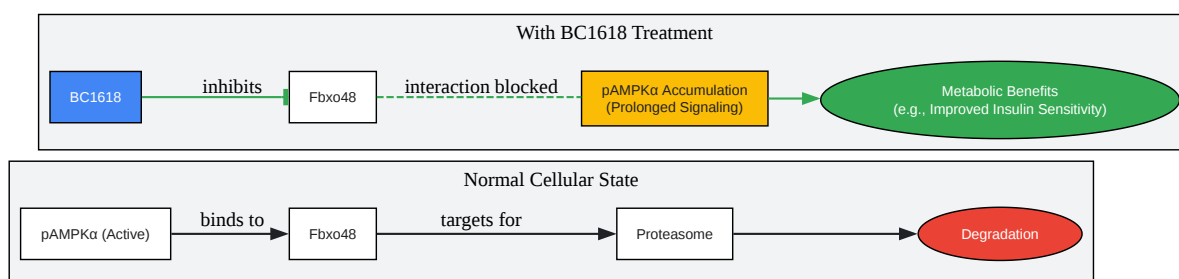 With BC1618 Treatment
BC1618
inhibits
Fbxo48
interaction blocked
pAMPKα Accumulation
(Prolonged Signaling)
Metabolic Benefits
(e.g., Improved Insulin Sensitivity)
Normal Cellular State
pAMPKα (Active)
binds to
Fbxo48
targets for
Proteasome
Degradation